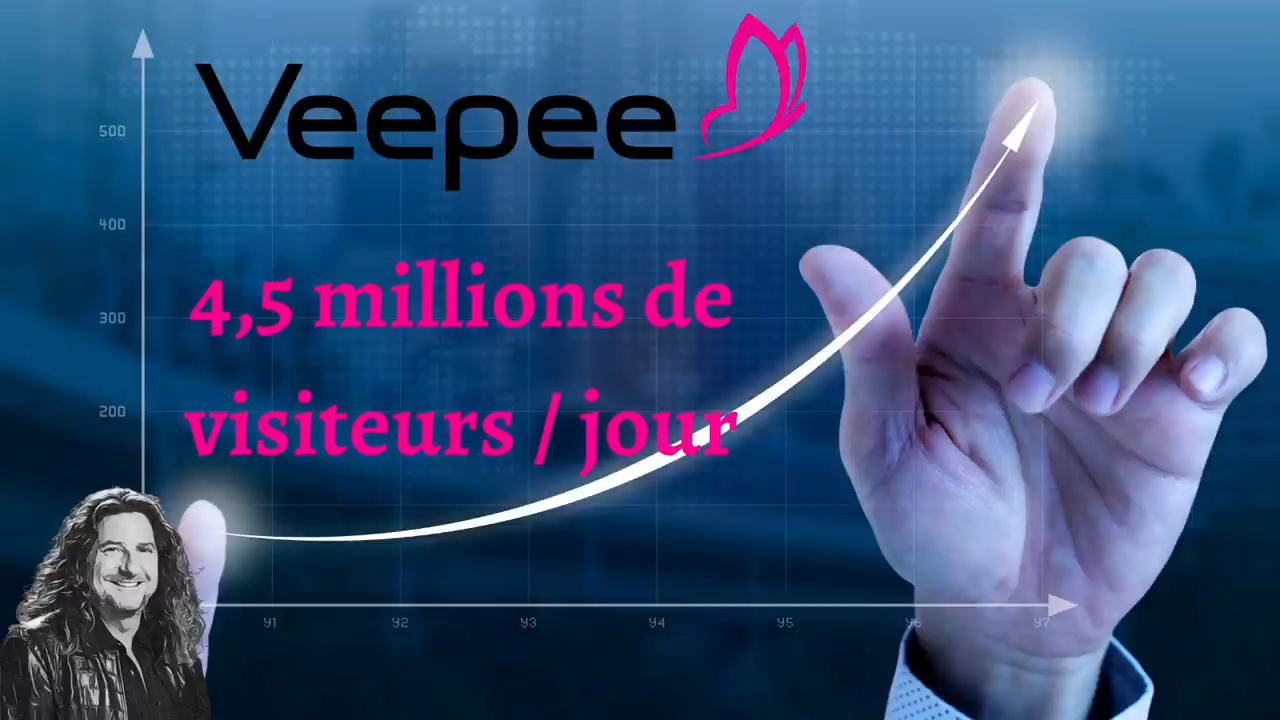 Veepee
500
4,5 millions de
400
300
visiteurs / jour
200
y1 y2 y3 y4 y5 y6 y7